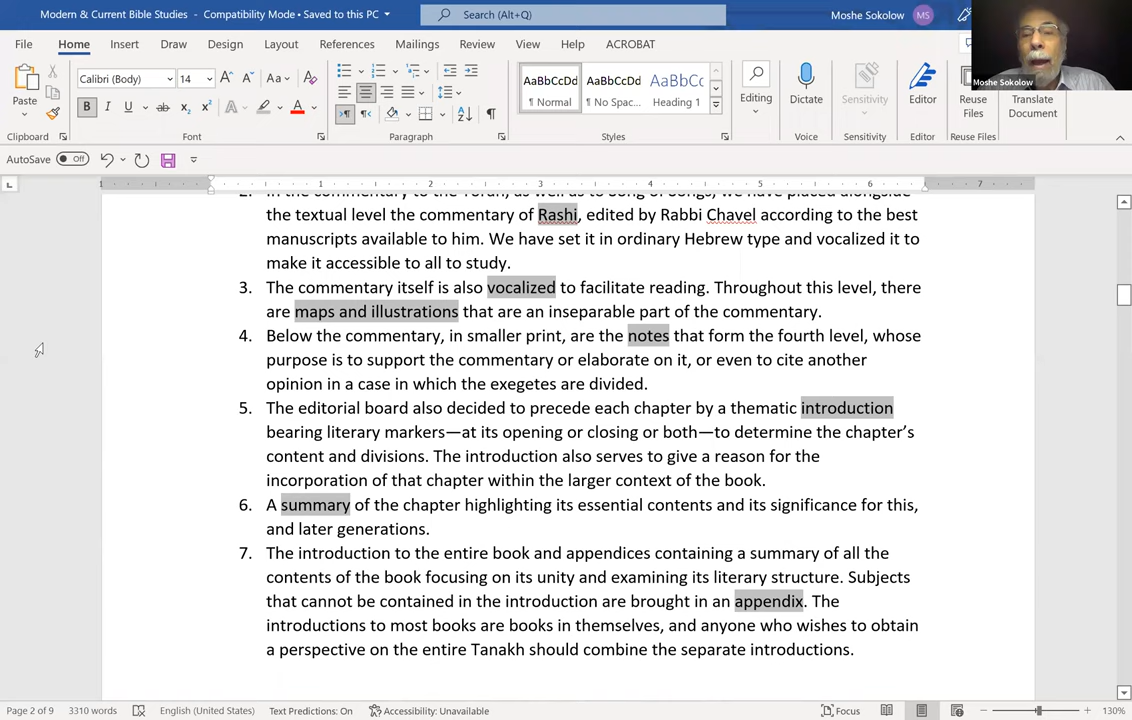 Modern & Current Bible Studies - Compatibility Mode • Saved to this PC
Search (Alt+Q)
Moshe Sokolow MS
File Home Insert Draw Design Layout References Mailings Review View Help ACROBAT
Calibri (Body) 14
Paste
AaBbCcDd AaBbCcDd AaBbCc
¶ Normal ¶ No Spac... Heading 1
Editing Dictate Sensitivity Editor Reuse Files Translate Document
Clipboard Font Paragraph Styles Voice Sensitivity Editor Reuse Files
Moshe Sokolow
AutoSave Off
1 1 2 3 4 5 6 7
the textual level the commentary of Rashi, edited by Rabbi Chavel according to the best
manuscripts available to him. We have set it in ordinary Hebrew type and vocalized it to
make it accessible to all to study.
3. The commentary itself is also vocalized to facilitate reading. Throughout this level, there
are maps and illustrations that are an inseparable part of the commentary.
4. Below the commentary, in smaller print, are the notes that form the fourth level, whose
purpose is to support the commentary or elaborate on it, or even to cite another
opinion in a case in which the exegetes are divided.
5. The editorial board also decided to precede each chapter by a thematic introduction
bearing literary markers—at its opening or closing or both—to determine the chapter's
content and divisions. The introduction also serves to give a reason for the
incorporation of that chapter within the larger context of the book.
6. A summary of the chapter highlighting its essential contents and its significance for this,
and later generations.
7. The introduction to the entire book and appendices containing a summary of all the
contents of the book focusing on its unity and examining its literary structure. Subjects
that cannot be contained in the introduction are brought in an appendix. The
introductions to most books are books in themselves, and anyone who wishes to obtain
a perspective on the entire Tanakh should combine the separate introductions.
Page 2 of 9 3310 words English (United States) Text Predictions: On Accessibility: Unavailable Focus 130%